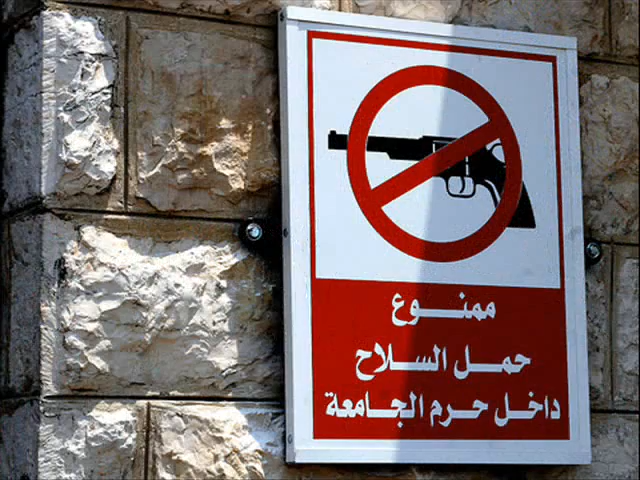 ممنوع
حمل السلاح
داخل حرم الجامعة